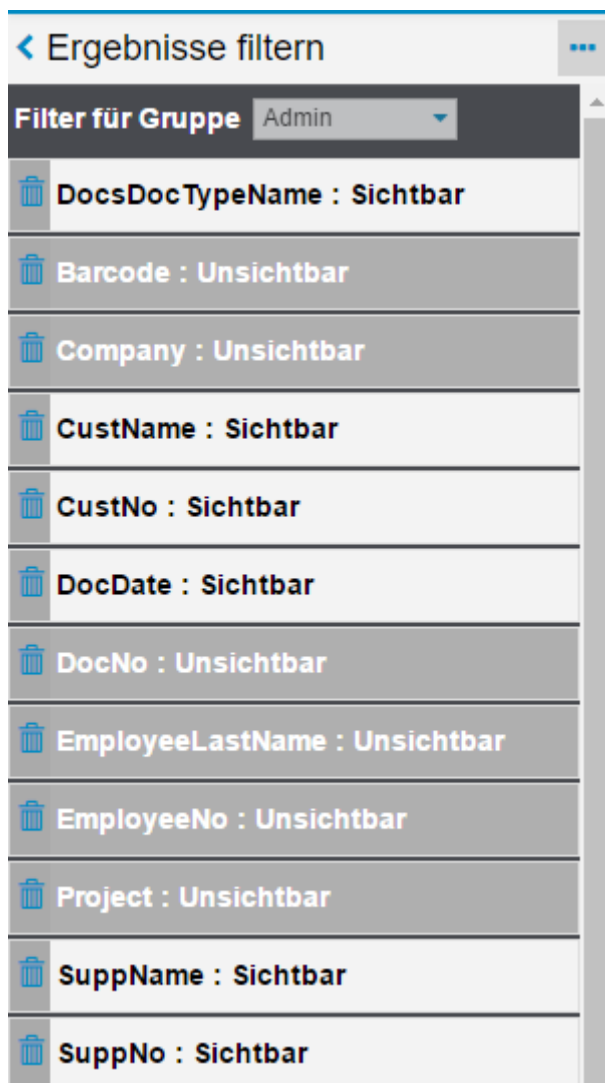 Ergebnisse filtern
Filter für Gruppe Admin
DocsDocTypeName : Sichtbar
Barcode : Unsichtbar
Company : Unsichtbar
CustName : Sichtbar
CustNo : Sichtbar
DocDate : Sichtbar
DocNo : Unsichtbar
EmployeeLastName : Unsichtbar
EmployeeNo : Unsichtbar
Project : Unsichtbar
SuppName : Sichtbar
SuppNo : Sichtbar